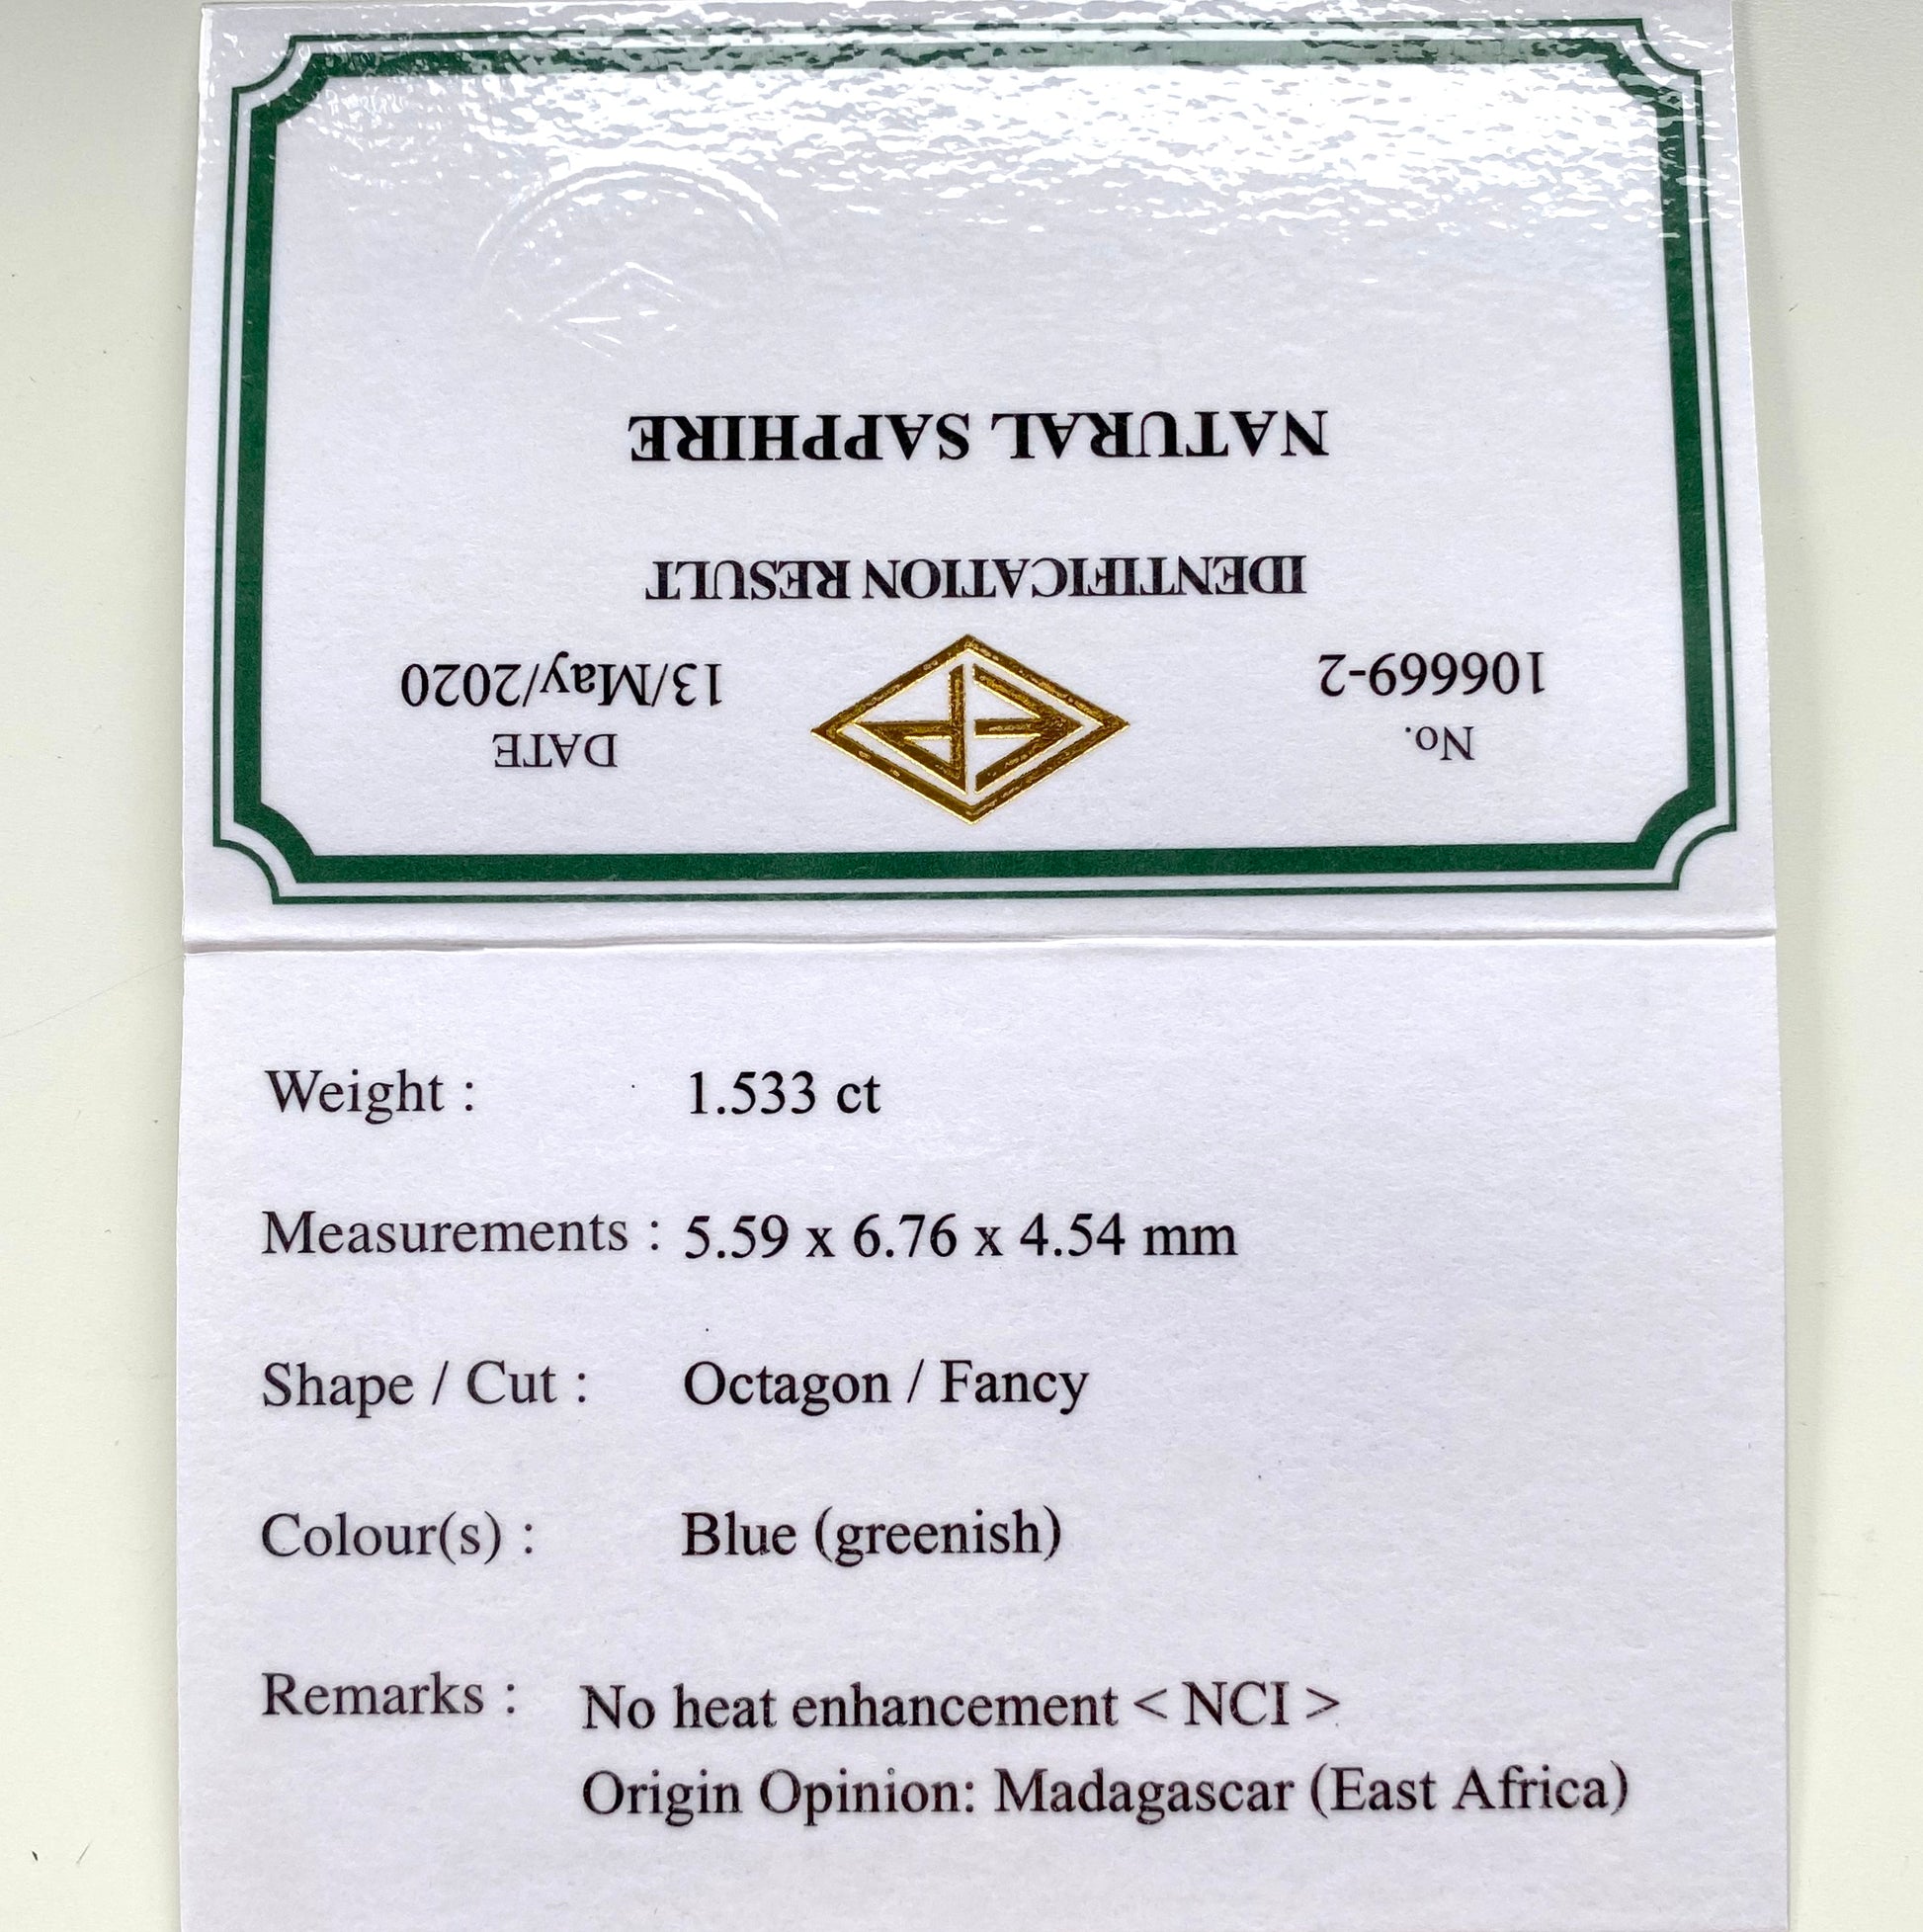 No.
106669-2
DATE
13/May/2020
IDENTIFICATION RESULT
NATURAL SAPPHIRE
Weight : 1.533 ct
Measurements : 5.59 x 6.76 x 4.54 mm
Shape / Cut : Octagon / Fancy
Colour(s) : Blue (greenish)
Remarks : No heat enhancement < NCI >
Origin Opinion: Madagascar (East Africa)